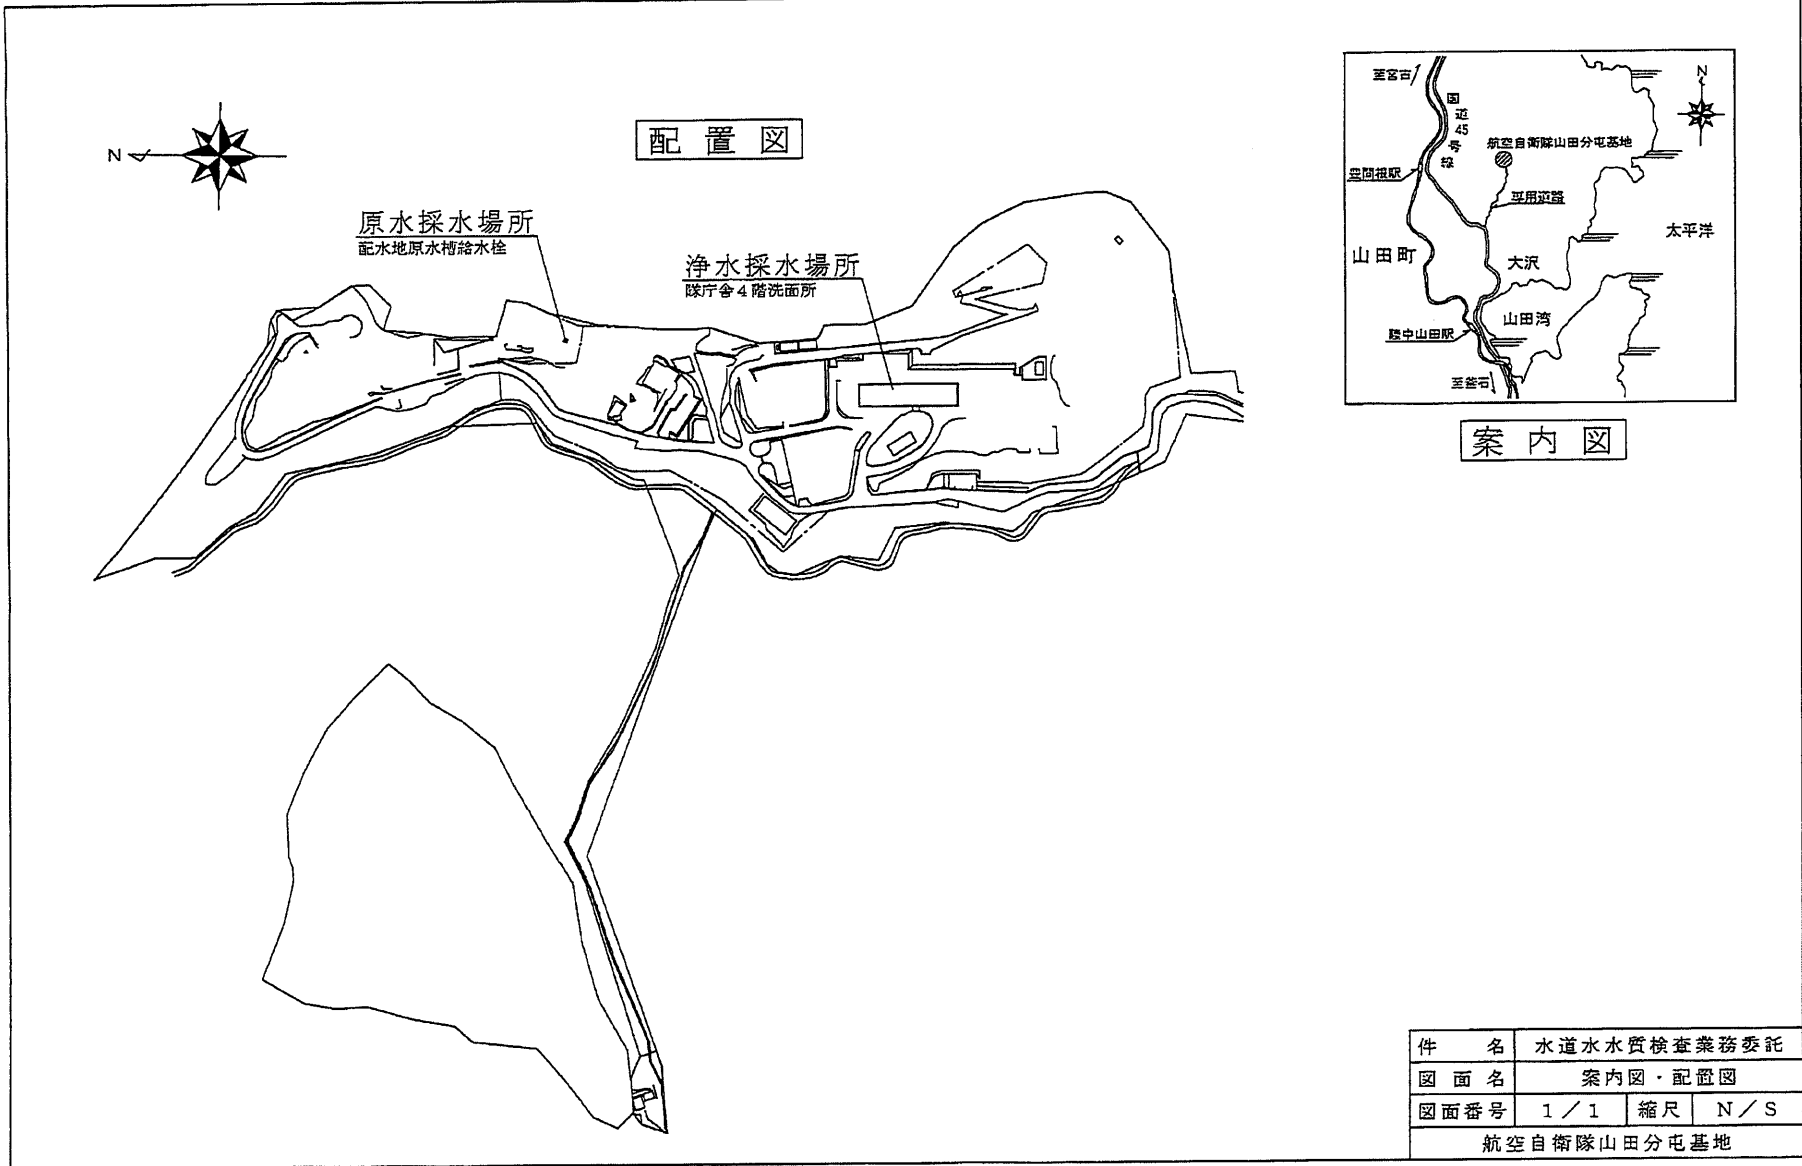 配置図
N
原水採水場所
配水地原水槽給水栓
浄水採水場所
隊庁舎4階洗面所
至宮古
国道45号線
N
航空自衛隊山田分屯基地
豊間根駅
専用道路
太平洋
山田町
大沢
山田湾
陸中山田駅
至釜石
案内図
件名 水道水水質検査業務委託
図面名 案内図・配置図
図面番号 1/1 縮尺 N/S
航空自衛隊山田分屯基地